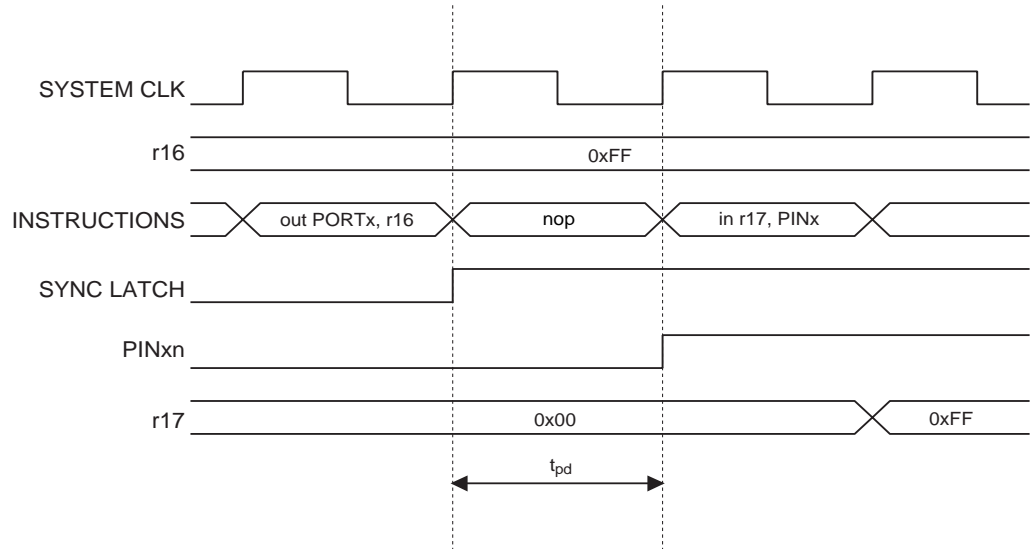 SYSTEM CLK
r16
0xFF
INSTRUCTIONS
out PORTx, r16
nop
in r17, PINx
SYNC LATCH
PINxn
r17
0x00
0xFF
tpd